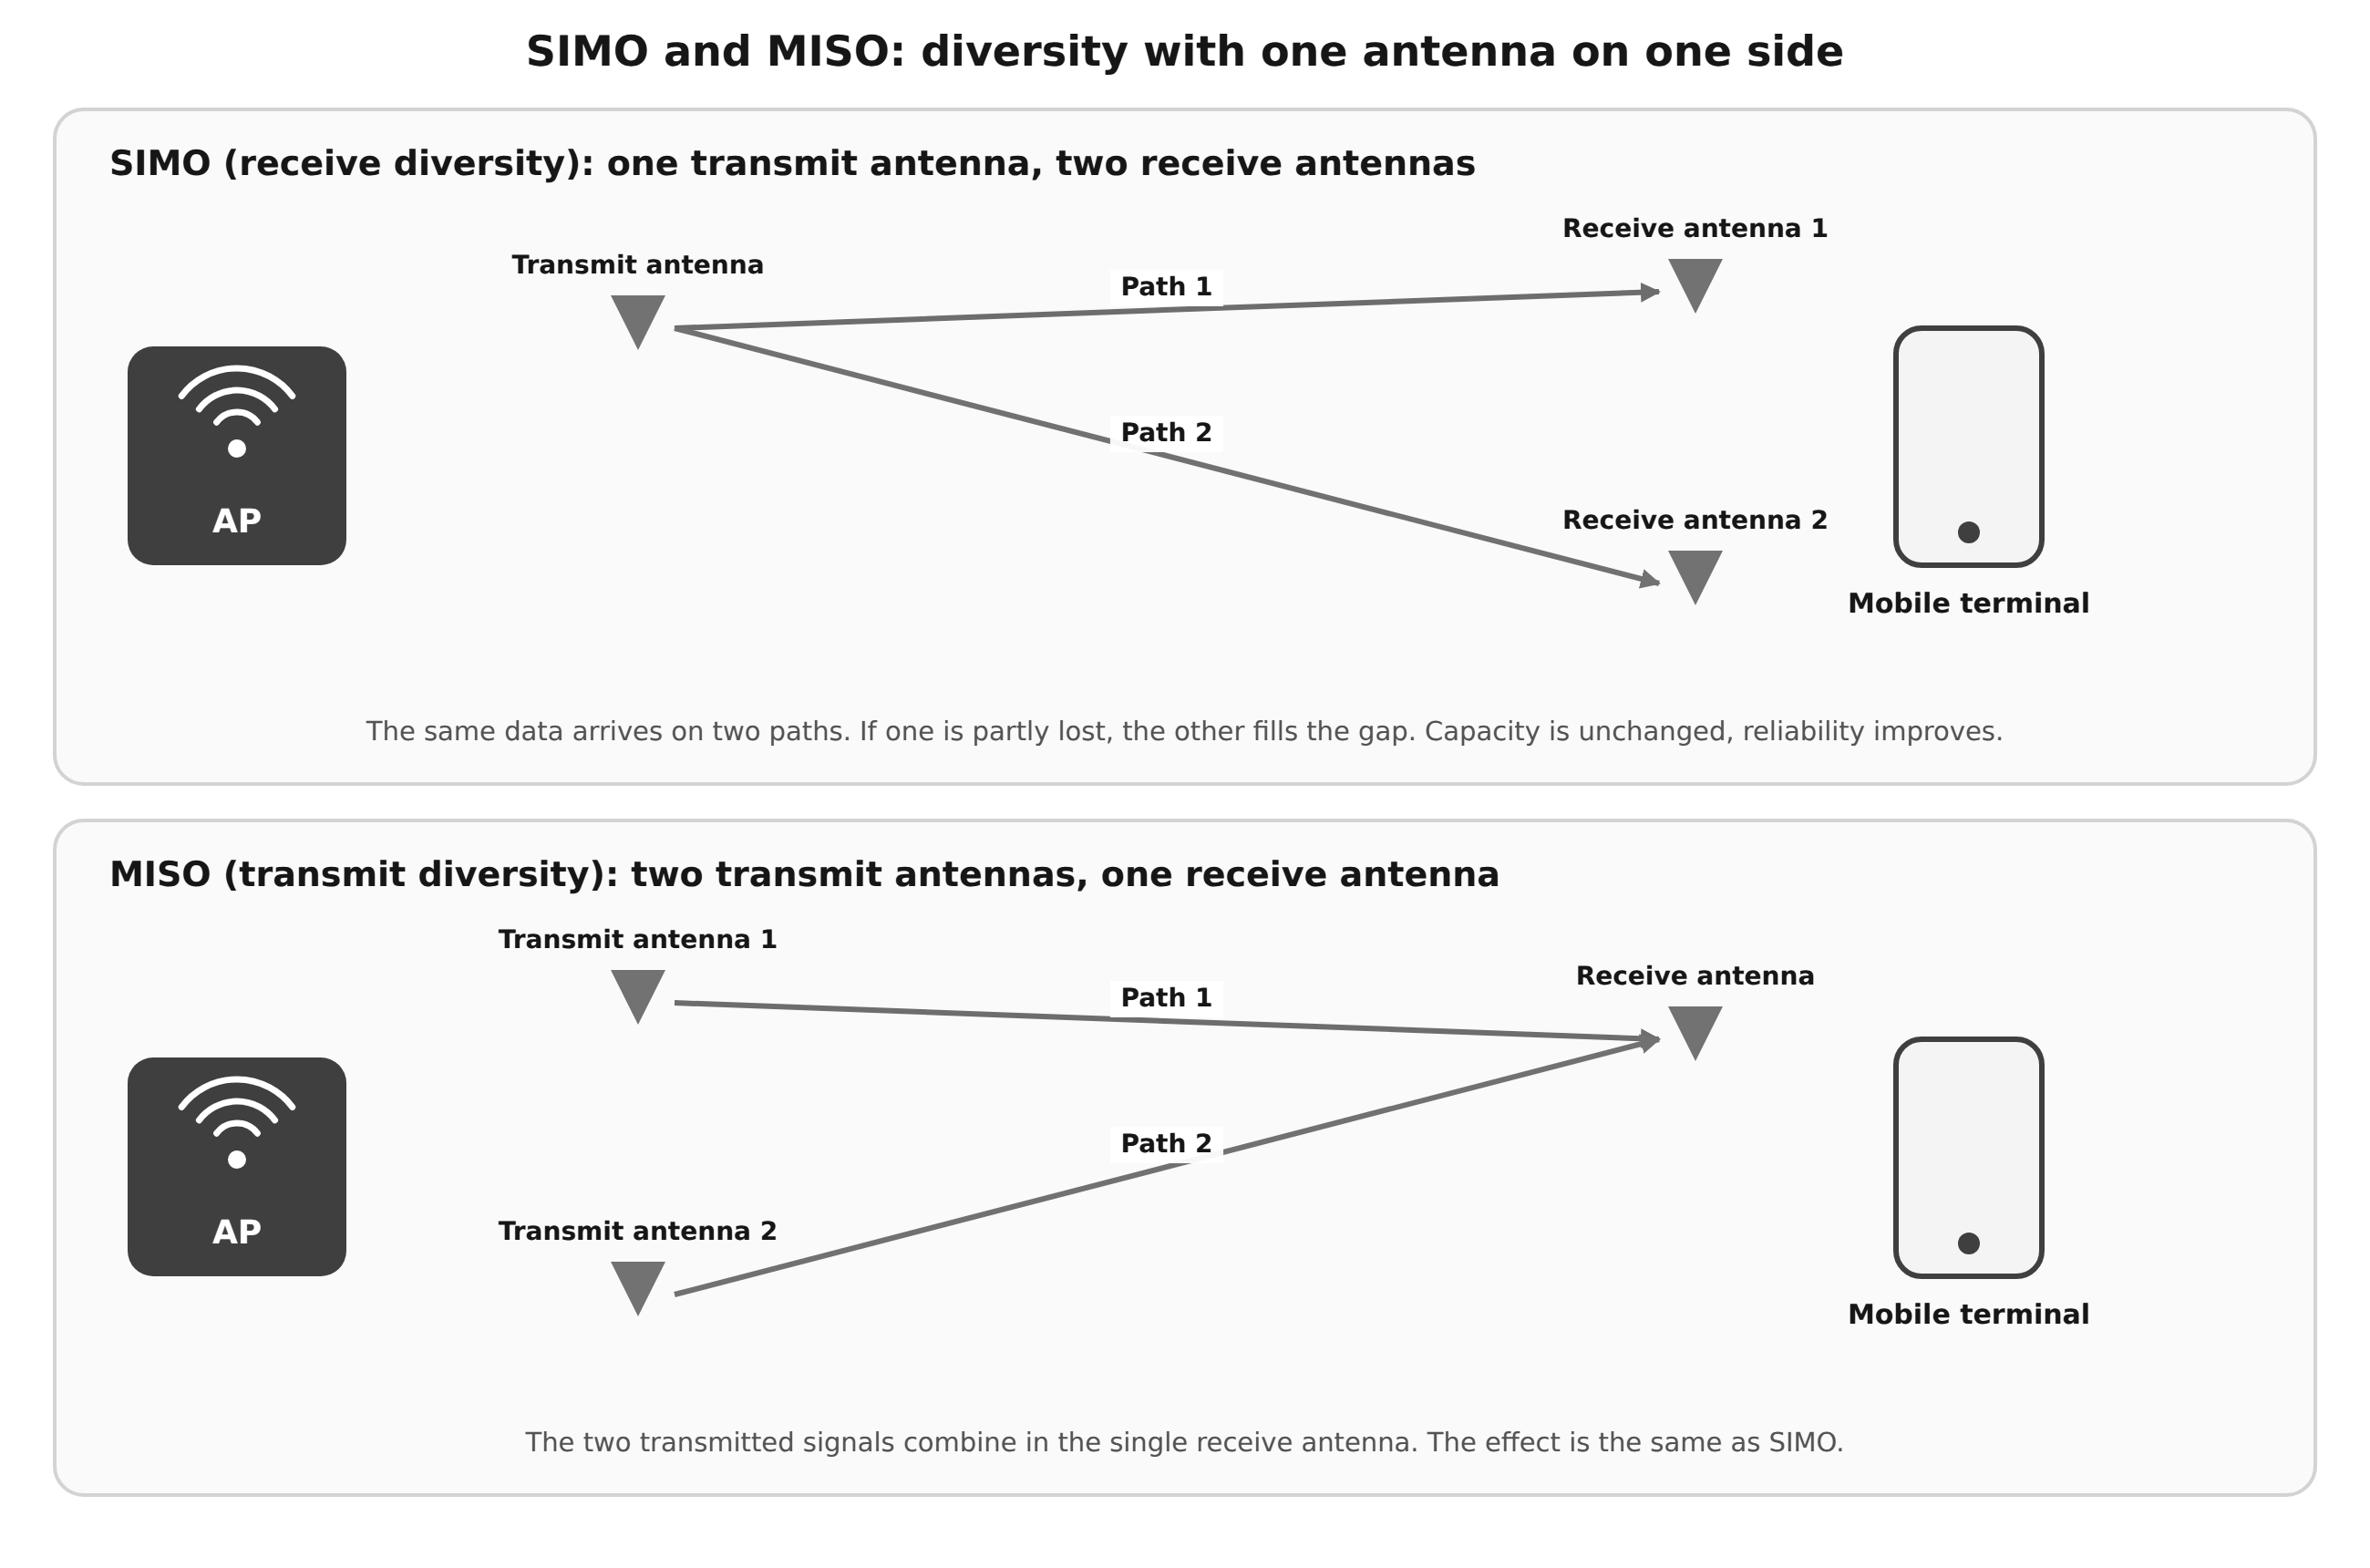 SIMO and MISO: diversity with one antenna on one side
SIMO (receive diversity): one transmit antenna, two receive antennas
Receive antenna 1
Transmit antenna
Path 1
Path 2
Receive antenna 2
AP
Mobile terminal
The same data arrives on two paths. If one is partly lost, the other fills the gap. Capacity is unchanged, reliability improves.
MISO (transmit diversity): two transmit antennas, one receive antenna
Transmit antenna 1
Receive antenna
Path 1
Path 2
Transmit antenna 2
AP
Mobile terminal
The two transmitted signals combine in the single receive antenna. The effect is the same as SIMO.